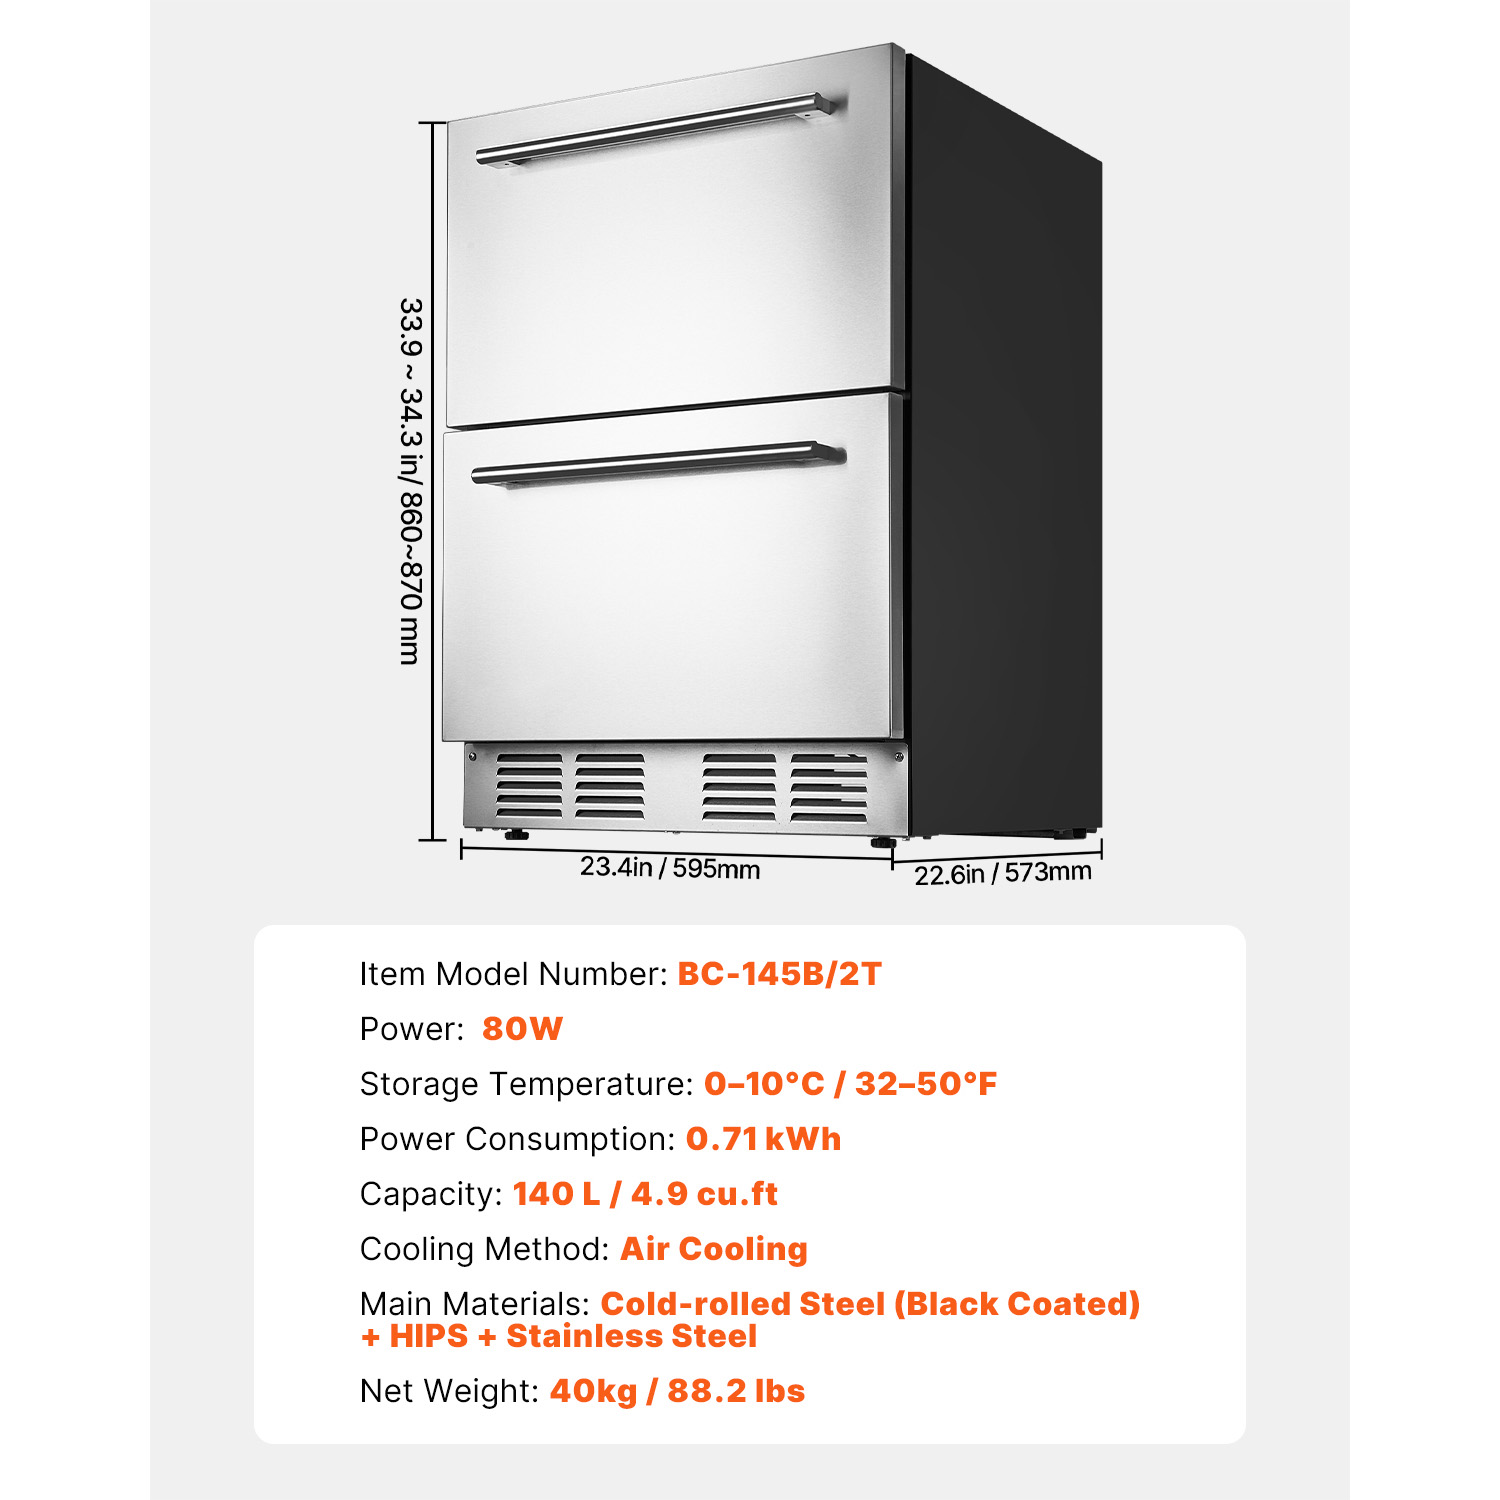 33.9 ~ 34.3 in/ 860~870 mm
23.4in / 595mm
22.6in / 573mm
Item Model Number: BC-145B/2T
Power: 80W
Storage Temperature: 0–10°C / 32–50°F
Power Consumption: 0.71 kWh
Capacity: 140 L / 4.9 cu.ft
Cooling Method: Air Cooling
Main Materials: Cold-rolled Steel (Black Coated)
+ HIPS + Stainless Steel
Net Weight: 40kg / 88.2 lbs